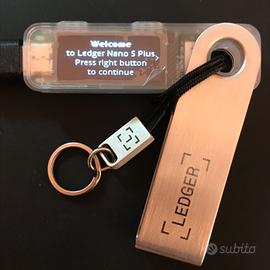 Welcome
to Ledger Nano S Plus
Press right button
to continue
LEDGER
subito